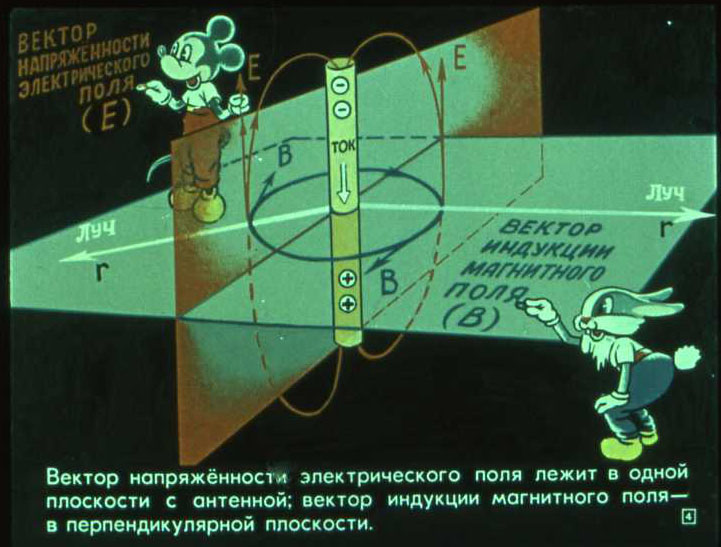 ВЕКТОР
НАПРЯЖЕННОСТИ
ЭЛЕКТРИЧЕСКОГО
ПОЛЯ
(E)
E
E
⊖
⊖
ТОК
B
ЛУЧ
r
ЛУЧ
r
ВЕКТОР
ИНДУКЦИИ
МАГНИТНОГО
ПОЛЯ
(B)
B
⊕
⊕
Вектор напряжённости электрического поля лежит в одной
плоскости с антенной; вектор индукции магнитного поля—
в перпендикулярной плоскости.
4